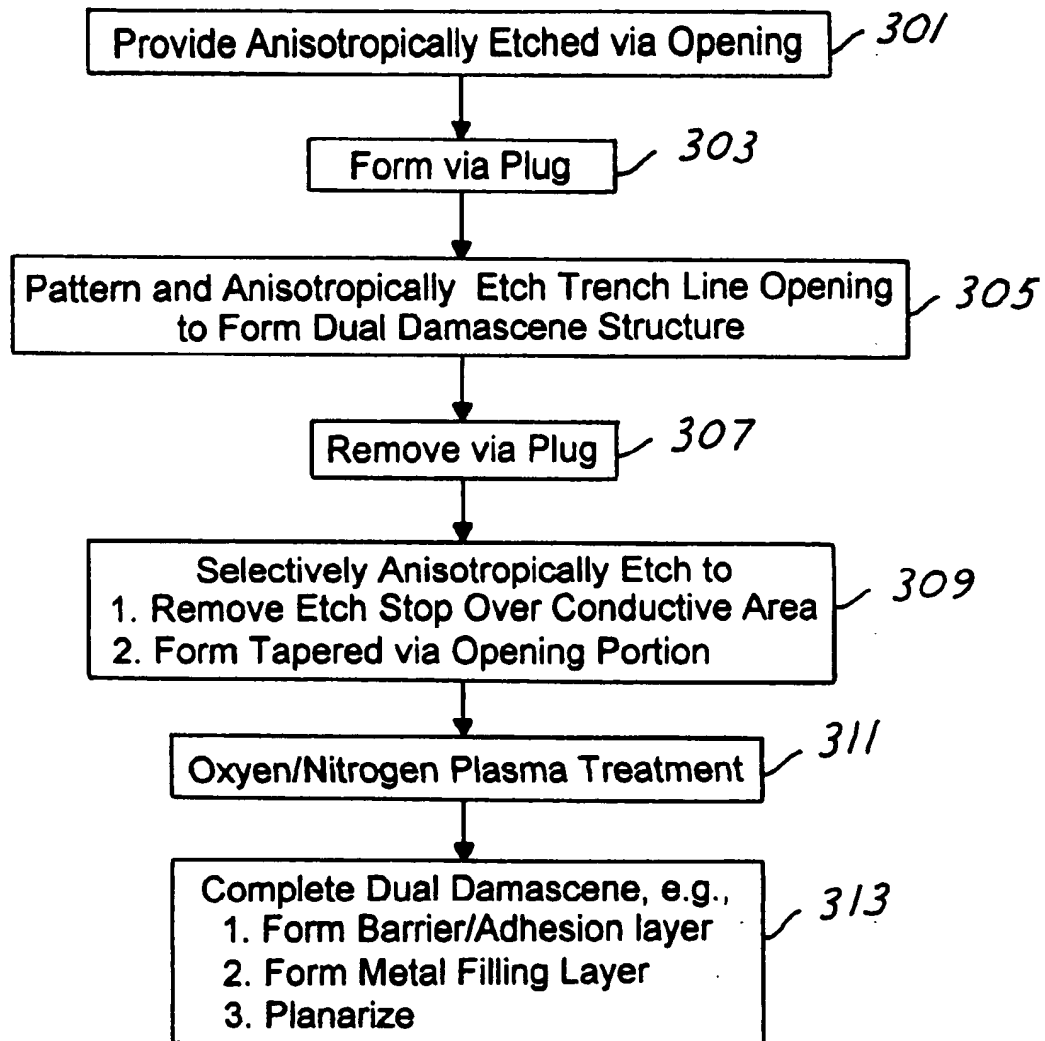 Provide Anisotropically Etched via Opening 301
Form via Plug 303
Pattern and Anisotropically Etch Trench Line Opening 305
to Form Dual Damascene Structure
Remove via Plug 307
Selectively Anisotropically Etch to
1. Remove Etch Stop Over Conductive Area 309
2. Form Tapered via Opening Portion
Oxyen/Nitrogen Plasma Treatment 311
Complete Dual Damascene, e.g.,
1. Form Barrier/Adhesion layer 313
2. Form Metal Filling Layer
3. Planarize